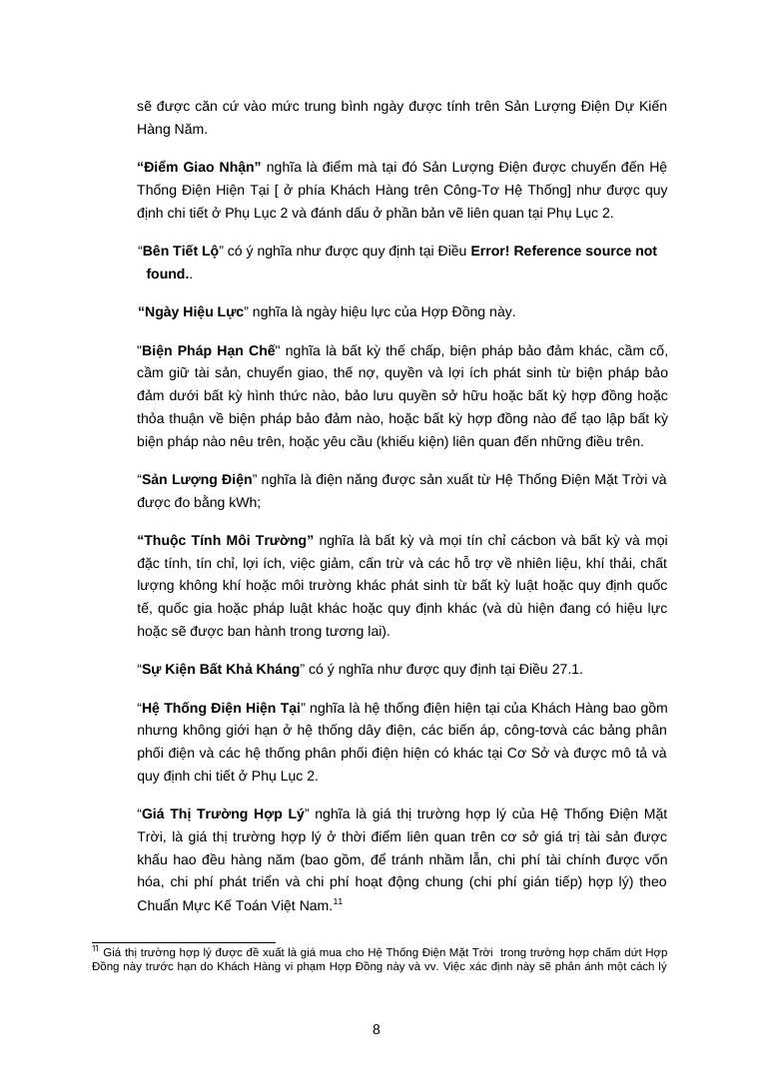 sẽ được căn cứ vào mức trung bình ngày được tính trên Sản Lượng Điện Dự Kiến
Hàng Năm.
“Điểm Giao Nhận” nghĩa là điểm mà tại đó Sản Lượng Điện được chuyển đến Hệ
Thống Điện Hiện Tại [ ở phía Khách Hàng trên Công-Tơ Hệ Thống] như được quy
định chi tiết ở Phụ Lục 2 và đánh dấu ở phần bản vẽ liên quan tại Phụ Lục 2.
“Bên Tiết Lộ” có ý nghĩa như được quy định tại Điều Error! Reference source not
found..
“Ngày Hiệu Lực” nghĩa là ngày hiệu lực của Hợp Đồng này.
"Biện Pháp Hạn Chế" nghĩa là bất kỳ thế chấp, biện pháp bảo đảm khác, cầm cố,
cầm giữ tài sản, chuyển giao, thế nợ, quyền và lợi ích phát sinh từ biện pháp bảo
đảm dưới bất kỳ hình thức nào, bảo lưu quyền sở hữu hoặc bất kỳ hợp đồng hoặc
thỏa thuận về biện pháp bảo đảm nào, hoặc bất kỳ hợp đồng nào để tạo lập bất kỳ
biện pháp nào nêu trên, hoặc yêu cầu (khiếu kiện) liên quan đến những điều trên.
“Sản Lượng Điện” nghĩa là điện năng được sản xuất từ Hệ Thống Điện Mặt Trời và
được đo bằng kWh;
“Thuộc Tính Môi Trường” nghĩa là bất kỳ và mọi tín chỉ cácbon và bất kỳ và mọi
đặc tính, tín chỉ, lợi ích, việc giảm, cấn trừ và các hỗ trợ về nhiên liệu, khí thải, chất
lượng không khí hoặc môi trường khác phát sinh từ bất kỳ luật hoặc quy định quốc
tế, quốc gia hoặc pháp luật khác hoặc quy định khác (và dù hiện đang có hiệu lực
hoặc sẽ được ban hành trong tương lai).
“Sự Kiện Bất Khả Kháng” có ý nghĩa như được quy định tại Điều 27.1.
“Hệ Thống Điện Hiện Tại” nghĩa là hệ thống điện hiện tại của Khách Hàng bao gồm
nhưng không giới hạn ở hệ thống dây điện, các biến áp, công-tơvà các bảng phân
phối điện và các hệ thống phân phối điện hiện có khác tại Cơ Sở và được mô tả và
quy định chi tiết ở Phụ Lục 2.
“Giá Thị Trường Hợp Lý” nghĩa là giá thị trường hợp lý của Hệ Thống Điện Mặt
Trời, là giá thị trường hợp lý ở thời điểm liên quan trên cơ sở giá trị tài sản được
khấu hao đều hàng năm (bao gồm, để tránh nhầm lẫn, chi phí tài chính được vốn
hóa, chi phí phát triển và chi phí hoạt động chung (chi phí gián tiếp) hợp lý) theo
Chuẩn Mực Kế Toán Việt Nam.11
11 Giá thị trường hợp lý được đề xuất là giá mua cho Hệ Thống Điện Mặt Trời trong trường hợp chấm dứt Hợp
Đồng này trước hạn do Khách Hàng vi phạm Hợp Đồng này và vv. Việc xác định này sẽ phản ánh một cách lý
8